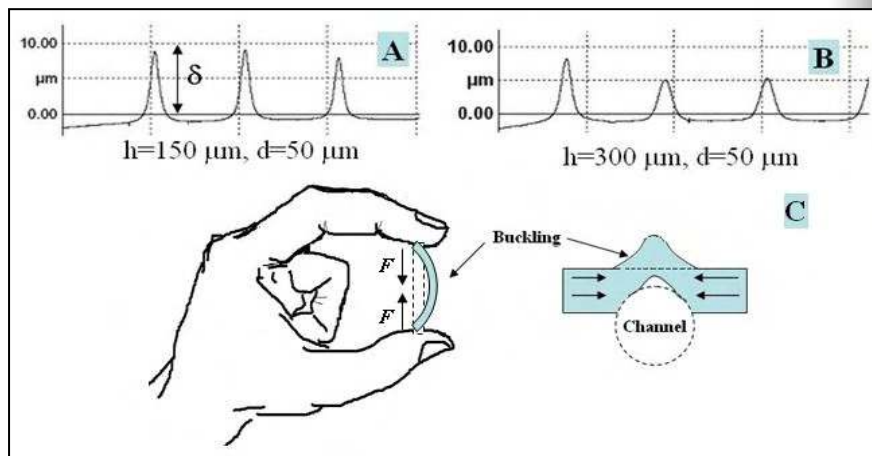 10.00
µm
0.00
δ
A
h=150 µm, d=50 µm
10.00
µm
0.00
B
h=300 µm, d=50 µm
C
Buckling
F
F
Channel